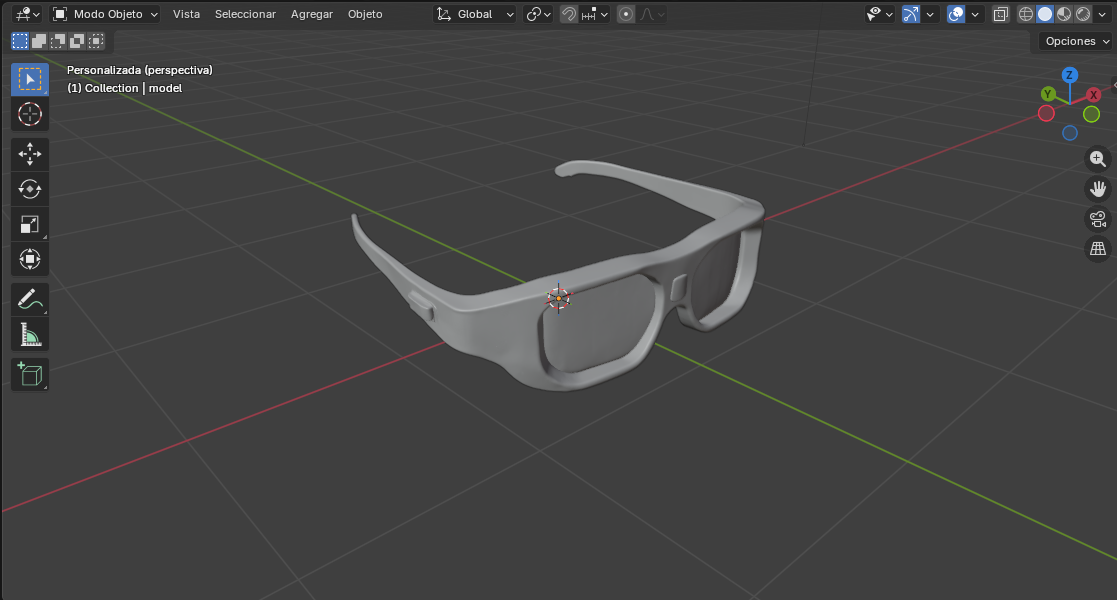 Modo Objeto Vista Seleccionar Agregar Objeto Global
Opciones
Personalizada (perspectiva)
(1) Collection | model
Z
Y X